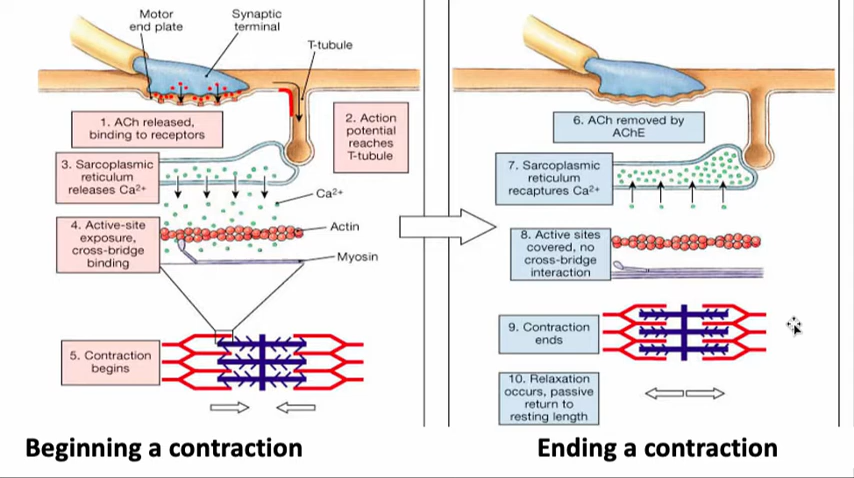 Motor
end plate
Synaptic
terminal
T-tubule
1. ACh released,
binding to receptors
2. Action
potential
reaches
T-tubule
3. Sarcoplasmic
reticulum
releases Ca2+
Ca2+
4. Active-site
exposure,
cross-bridge
binding
Actin
Myosin
5. Contraction
begins
Beginning a contraction
6. ACh removed by
AChE
7. Sarcoplasmic
reticulum
recaptures Ca2+
8. Active sites
covered, no
cross-bridge
interaction
9. Contraction
ends
10. Relaxation
occurs, passive
return to
resting length
Ending a contraction